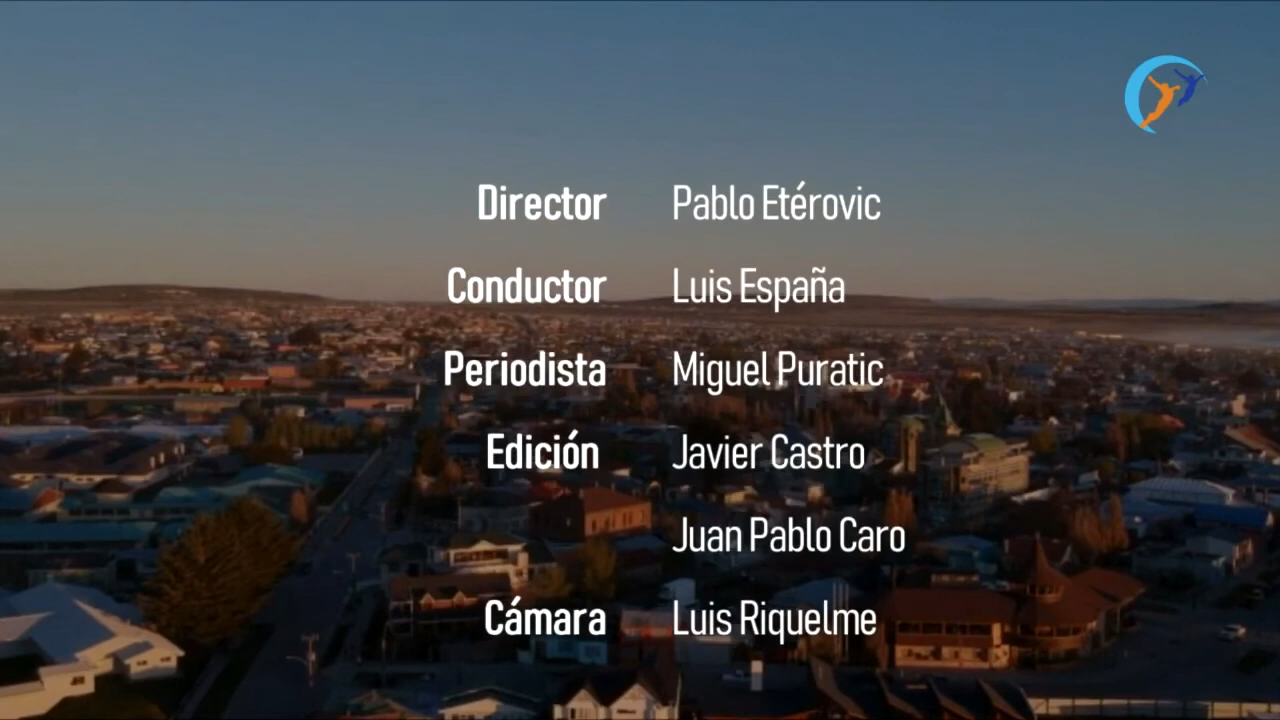 Director Pablo Etérovic
Conductor Luis España
Periodista Miguel Puratic
Edición Javier Castro
Juan Pablo Caro
Cámara Luis Riquelme